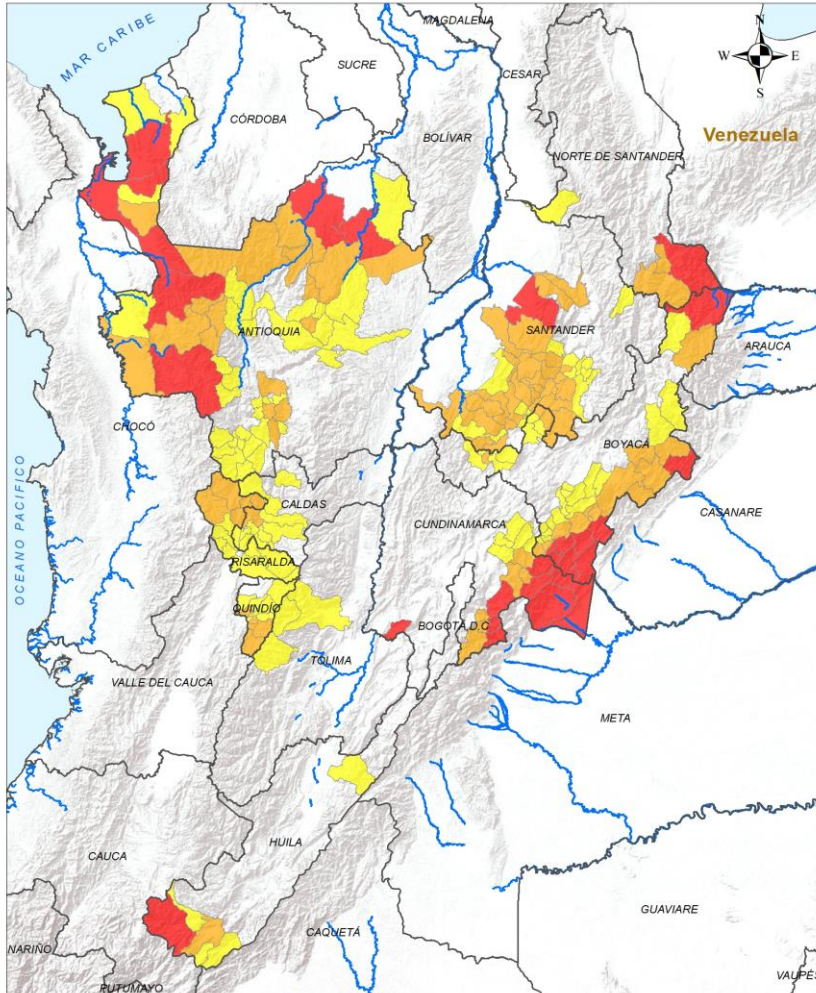 MAGDALENA
MAR CARIBE
N
SUCRE
CESAR
W E
S
CÓRDOBA
BOLÍVAR
Venezuela
NORTE DE SANTANDER
ANTIOQUIA
SANTANDER
ARAUCA
CHOCÓ
BOYACÁ
OCEANO PACIFICO
CALDAS
CUNDINAMARCA
CASANARE
RISARALDA
QUINDÍO
BOGOTÁ, D.C
TOLIMA
VALLE DEL CAUCA
META
HUILA
CAUCA
GUAVIARE
CAQUETÁ
NARIÑO
VAUPÉS
PUTUMAYO